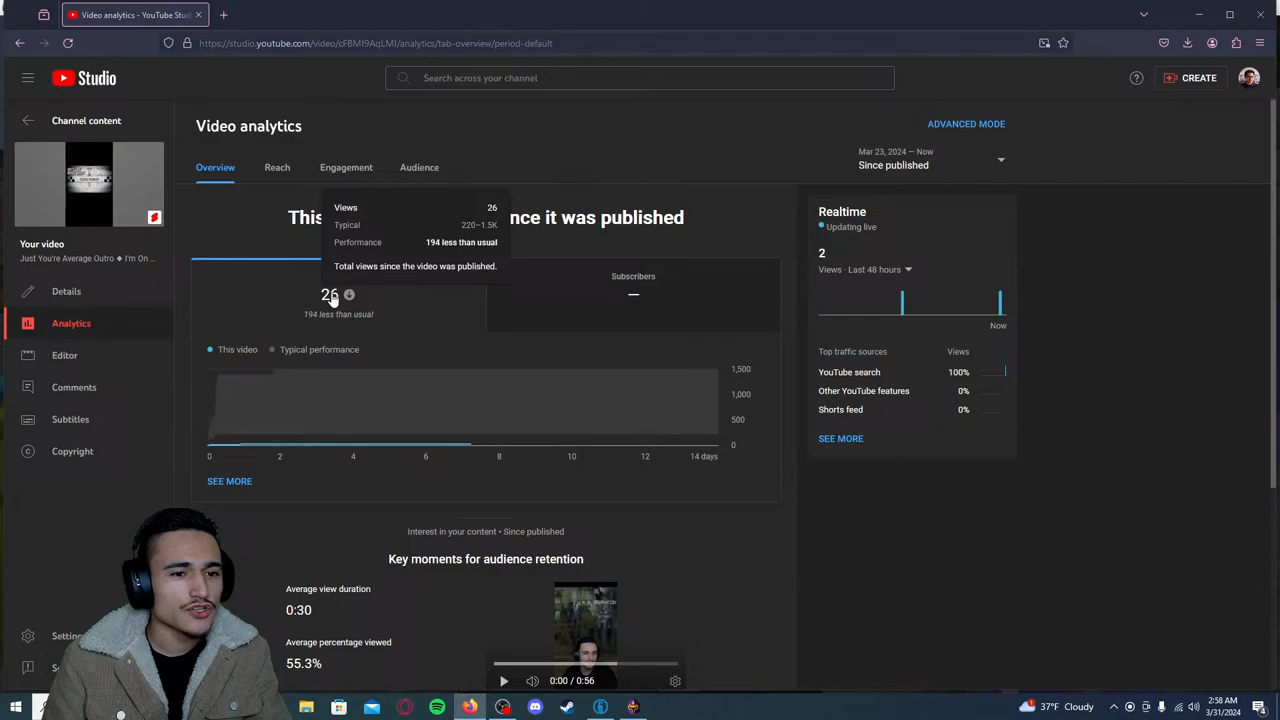 Video analytics - YouTube Stud
https://studio.youtube.com/video/cFBMI9AqLMI/analytics/tab-overview/period-default
Studio
Search across your channel
CREATE
Channel content
Your video
Just You're Average Outro ◆ I'm On ...
Details
Analytics
Editor
Comments
Subtitles
Copyright
Video analytics
ADVANCED MODE
Mar 23, 2024 — Now
Since published
Overview
Reach
Engagement
Audience
This
nce it was published
Views 26
Typical 220–1.5K
Performance 194 less than usual
Total views since the video was published.
26
194 less than usual
Subscribers
—
This video
Typical performance
1,500
1,000
500
0
0 2 4 6 8 10 12 14 days
SEE MORE
Realtime
Updating live
2
Views · Last 48 hours
Now
Top traffic sources Views
YouTube search 100%
Other YouTube features 0%
Shorts feed 0%
SEE MORE
Interest in your content • Since published
Key moments for audience retention
Average view duration
0:30
Average percentage viewed
55.3%
0:00 / 0:56
37°F Cloudy
2:58 AM
3/31/2024